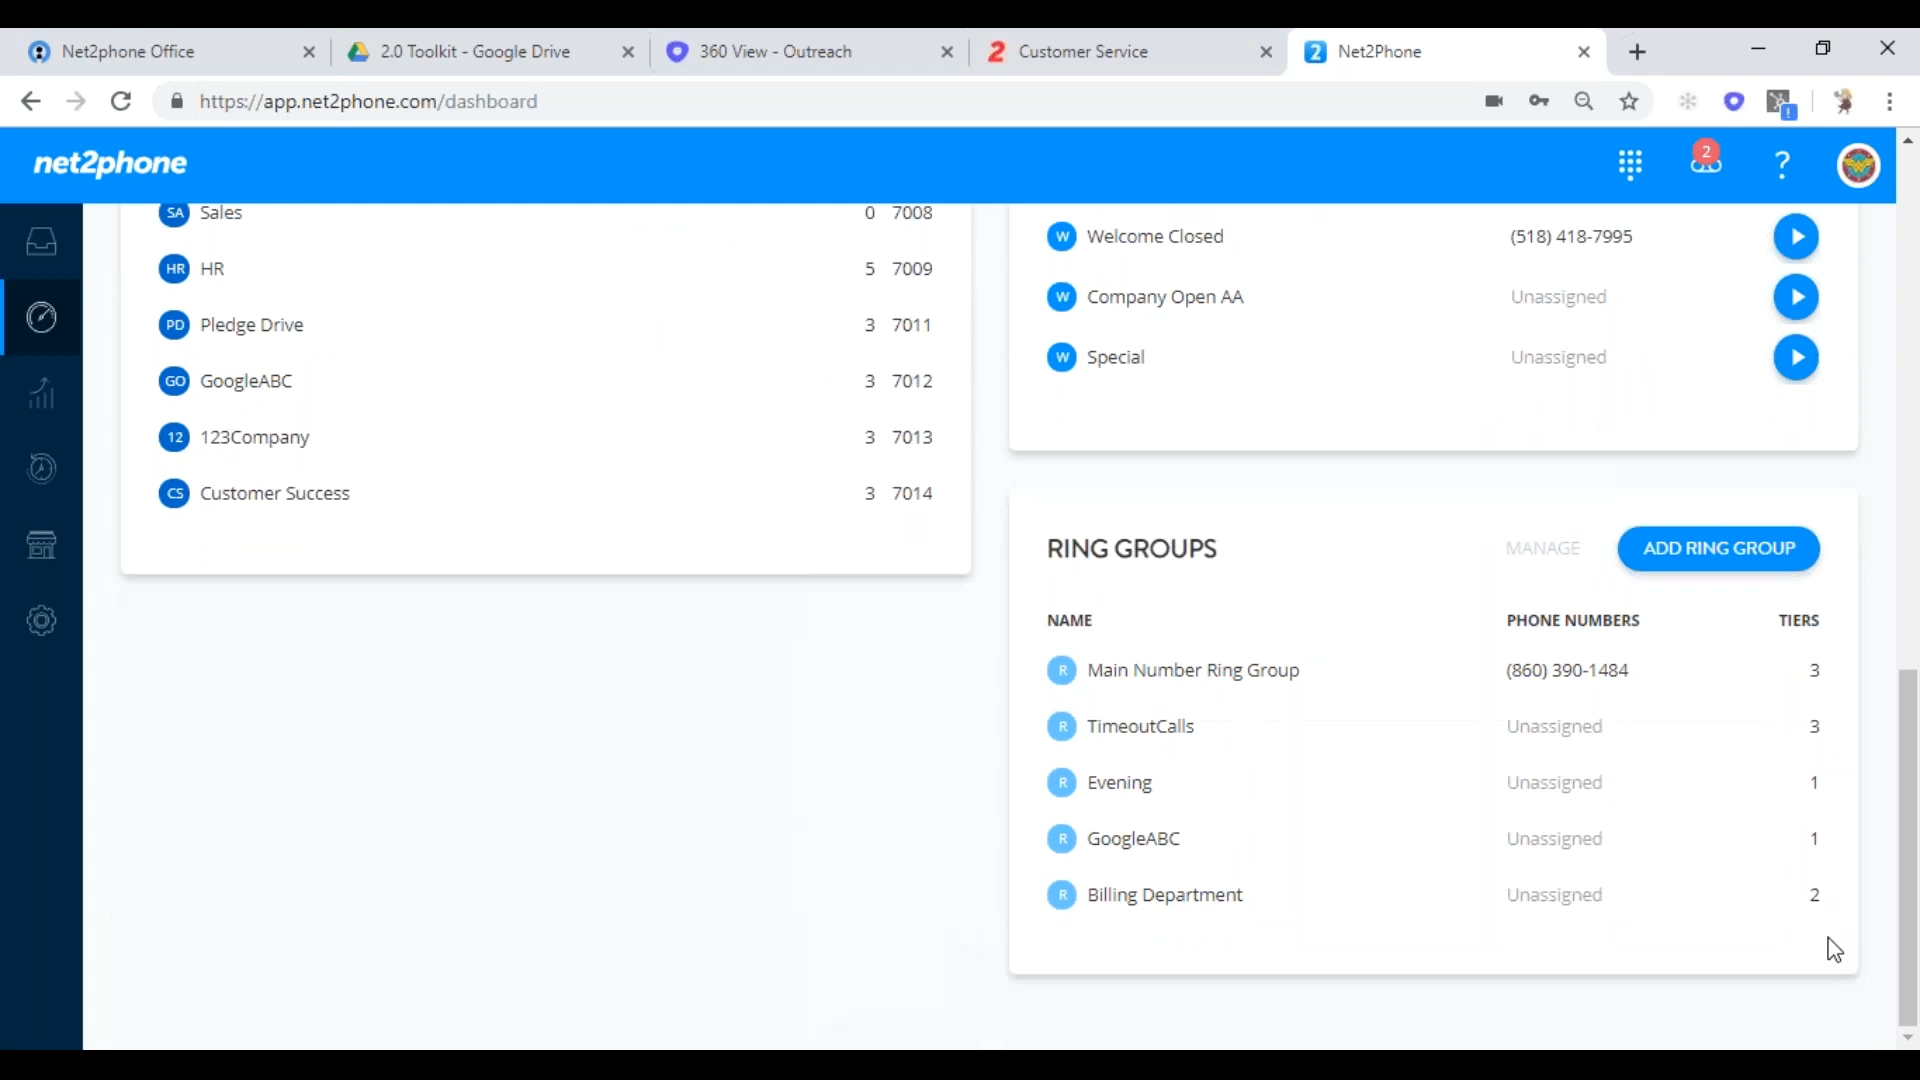 Net2phone Office
2.0 Toolkit - Google Drive
360 View - Outreach
2 Customer Service
2 Net2Phone
https://app.net2phone.com/dashboard
net2phone
2
?
SA Sales 0 7008
HR HR 5 7009
PD Pledge Drive 3 7011
GO GoogleABC 3 7012
12 123Company 3 7013
CS Customer Success 3 7014
W Welcome Closed (518) 418-7995
W Company Open AA Unassigned
W Special Unassigned
RING GROUPS MANAGE ADD RING GROUP
NAME PHONE NUMBERS TIERS
R Main Number Ring Group (860) 390-1484 3
R TimeoutCalls Unassigned 3
R Evening Unassigned 1
R GoogleABC Unassigned 1
R Billing Department Unassigned 2